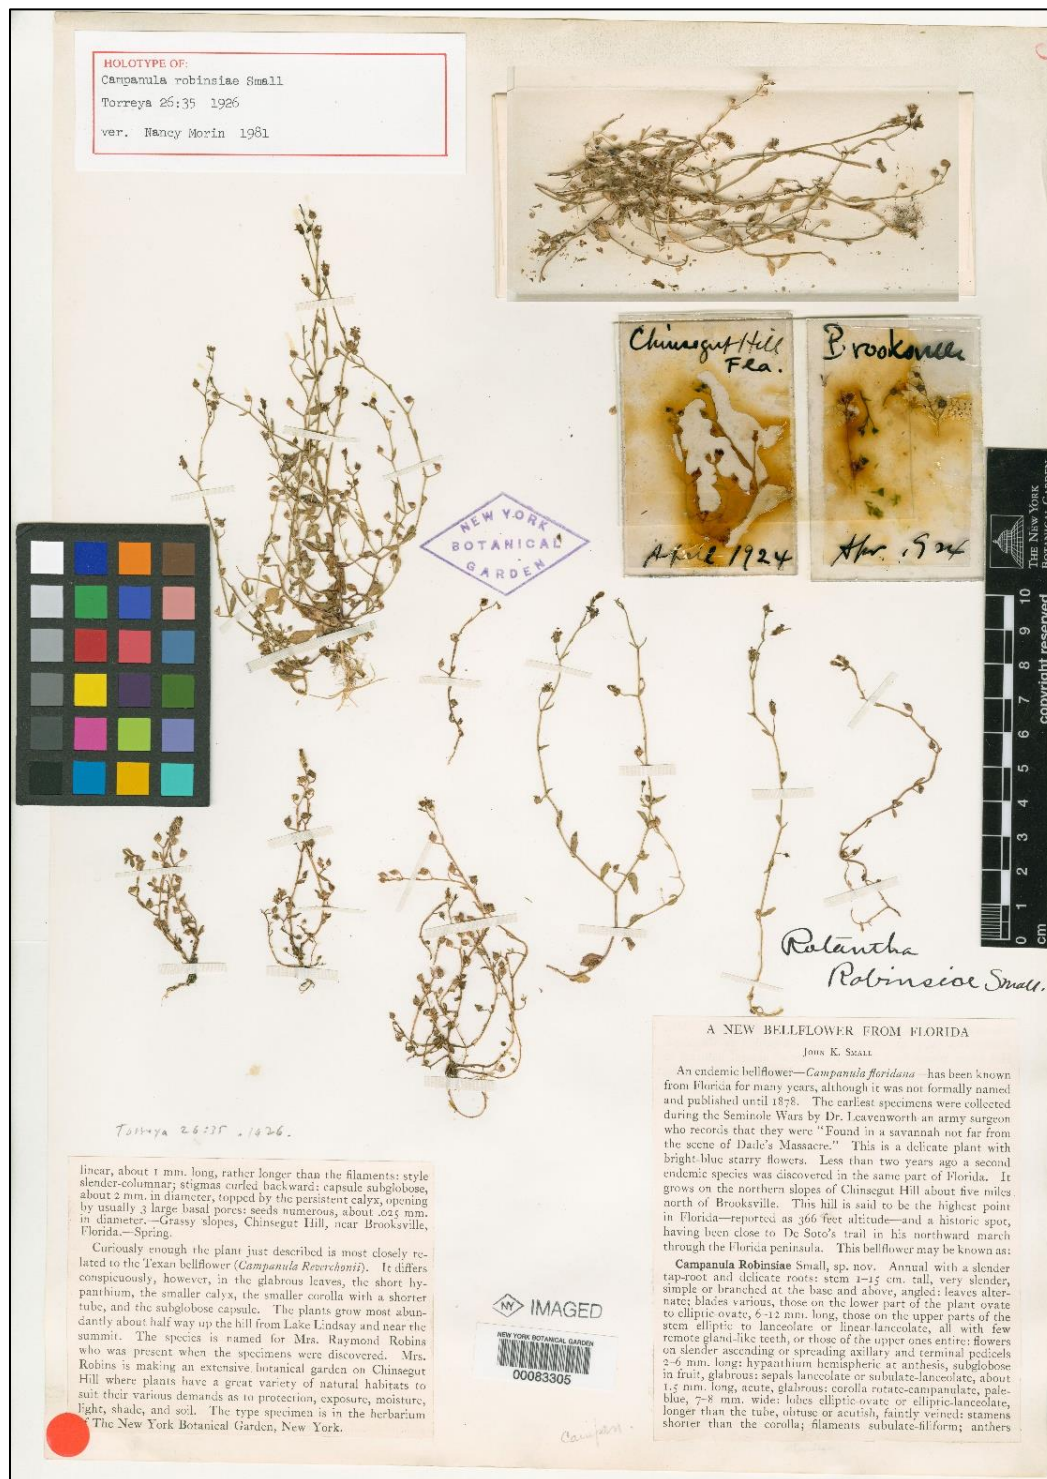 HOLOTYPE OF:
Campanula robinsiae Small
Torreya 26:35 1926
ver. Nancy Morin 1981
Chinsegut Hill
Fla.
April 2 1924
Brooksville
Apr. 1924
NEW YORK
BOTANICAL
GARDEN
THE NEW YORK
BOTANICAL GARDEN
copyright reserved
10
9
8
7
6
5
4
3
2
1
0
cm
Rotantha
Robinsiae Small.
Torreya 26:35 .1926.
linear, about 1 mm. long, rather longer than the filaments: style
slender-columnar; stigmas curled backward: capsule subglobose,
about 2 mm. in diameter, topped by the persistent calyx, opening
by usually 3 large basal pores: seeds numerous, about .025 mm.
in diameter.—Grassy slopes, Chinsegut Hill, near Brooksville,
Florida.—Spring.
Curiously enough the plant just described is most closely re-
lated to the Texan bellflower (Campanula Reverchonii). It differs
conspicuously, however, in the glabrous leaves, the short hy-
panthium, the smaller calyx, the smaller corolla with a shorter
tube, and the subglobose capsule. The plants grow most abun-
dantly about half way up the hill from Lake Lindsay and near the
summit. The species is named for Mrs. Raymond Robins
who was present when the specimens were discovered. Mrs.
Robins is making an extensive botanical garden on Chinsegut
Hill where plants have a great variety of natural habitats to
suit their various demands as to protection, exposure, moisture,
light, shade, and soil. The type specimen is in the herbarium
of The New York Botanical Garden, New York.
NY IMAGED
NEW YORK BOTANICAL GARDEN
00083305
Campan.
A NEW BELLFLOWER FROM FLORIDA
JOHN K. SMALL
An endemic bellflower—Campanula floridana—has been known
from Florida for many years, although it was not formally named
and published until 1878. The earliest specimens were collected
during the Seminole Wars by Dr. Leavenworth an army surgeon
who records that they were "Found in a savannah not far from
the scene of Dade's Massacre." This is a delicate plant with
bright-blue starry flowers. Less than two years ago a second
endemic species was discovered in the same part of Florida. It
grows on the northern slopes of Chinsegut Hill about five miles
north of Brooksville. This hill is said to be the highest point
in Florida—reported as 366 feet altitude—and a historic spot,
having been close to De Soto's trail in his northward march
through the Florida peninsula. This bellflower may be known as:
Campanula Robinsiae Small, sp. nov. Annual with a slender
tap-root and delicate roots: stem 1–15 cm. tall, very slender,
simple or branched at the base and above, angled: leaves alter-
nate; blades various, those on the lower part of the plant ovate
to elliptic-ovate, 6–12 mm. long, those on the upper parts of the
stem elliptic to lanceolate or linear-lanceolate, all with few
remote gland-like teeth, or those of the upper ones entire: flowers
on slender ascending or spreading axillary and terminal pedicels
2–6 mm. long: hypanthium hemispheric at anthesis, subglobose
in fruit, glabrous: sepals lanceolate or subulate-lanceolate, about
1.5 mm. long, acute, glabrous: corolla rotate-campanulate, pale-
blue, 7–8 mm. wide: lobes elliptic-ovate or elliptic-lanceolate,
longer than the tube, obtuse or acutish, faintly veined: stamens
shorter than the corolla; filaments subulate-filiform; anthers